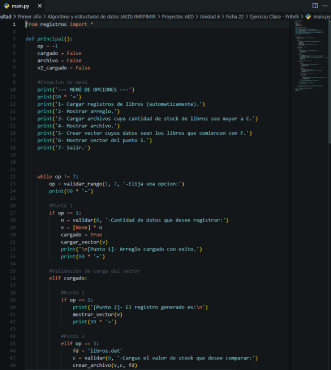 main.py
ultad > Primer año > Algoritmo y estructuras de datos (AED) IMPRIMIR > Proyectos AED > Unidad 6 > Ficha 22 > Ejercicio Clase - > main.py
from registros import *
def principal():
op = -1
cargado = False
archivo = False
v2_cargado = False
#Creacion de menú
print('--- MENÚ DE OPCIONES ---')
print(50 * '=')
print('1- Cargar registros de libros (automaticamente).')
print('2- Mostrar arreglo.')
print('3- Cargar archivos cuya cantidad de stock de libros sea mayor a C.')
print('4- Mostrar archivo.')
print('5- Crear vector cuyos datos sean los libros que comiencen con F.')
print('6- Mostrar vector del punto 5.')
print('7- Salir.')
while op != 7:
op = validar_rango(1, 7, '-Elija una opcion:')
print(50 * '=')
#Punto 1
if op == 1:
n = validar(0, '-Cantidad de datos que desee registrar:')
v = [None] * n
cargado = True
cargar_vector(v)
print('\n[Punto 1]- Arreglo cargado con exito.')
print(50 * '=')
#Validacion de carga del vector
elif cargado:
#Punto 2
if op == 2:
print('[Punto 2]- El registro generado es:\n')
mostrar_vector(v)
print(50 * '=')
#Punto 3
elif op == 3:
fd = 'libros.dat'
c = validar(0, '-Cargue el valor de stock que desee comparar:')
crear_archivo(v,c, fd)